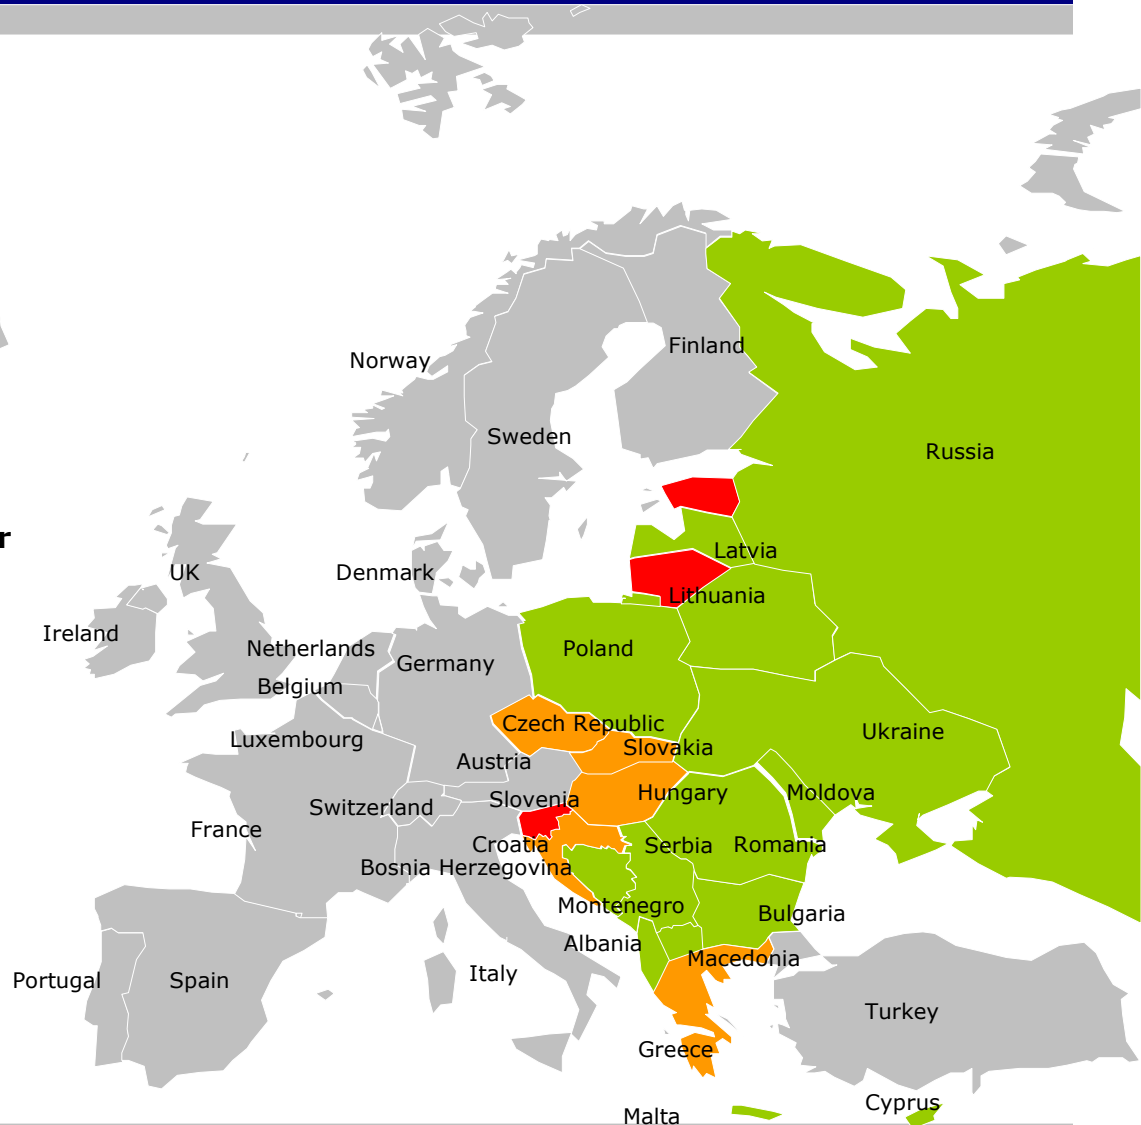 Finland
Norway
Sweden
Russia
r
Latvia
UK
Denmark
Lithuania
Ireland
Netherlands
Poland
Germany
Belgium
Czech Republic
Ukraine
Luxembourg
Slovakia
Austria
Hungary
Moldova
Slovenia
Switzerland
France
Croatia
Serbia
Romania
Bosnia Herzegovina
Montenegro
Bulgaria
Albania
Macedonia
Italy
Portugal
Spain
Turkey
Greece
Cyprus
Malta